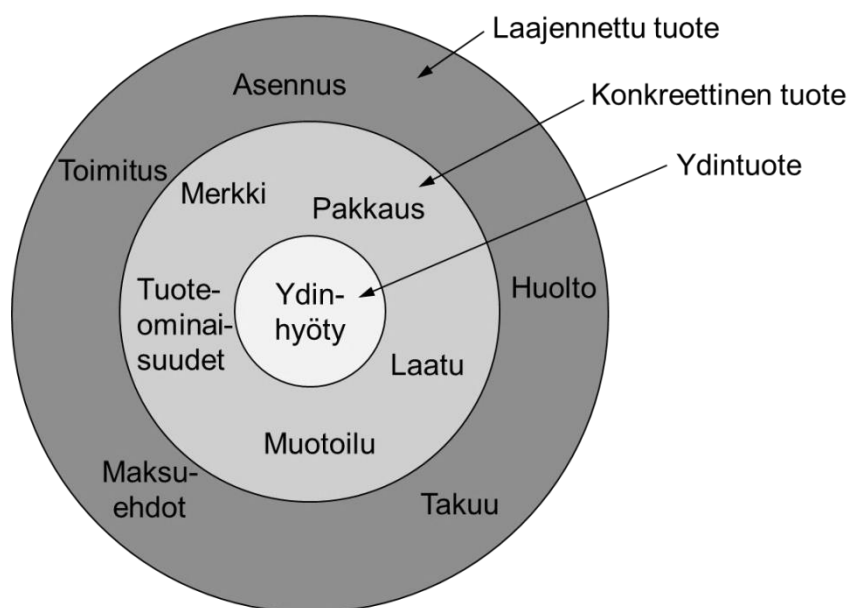 Laajennettu tuote
Asennus
Konkreettinen tuote
Toimitus
Merkki
Pakkaus
Ydintuote
Tuote-
ominai-
suudet
Ydin-
hyöty
Huolto
Laatu
Muotoilu
Maksu-
ehdot
Takuu